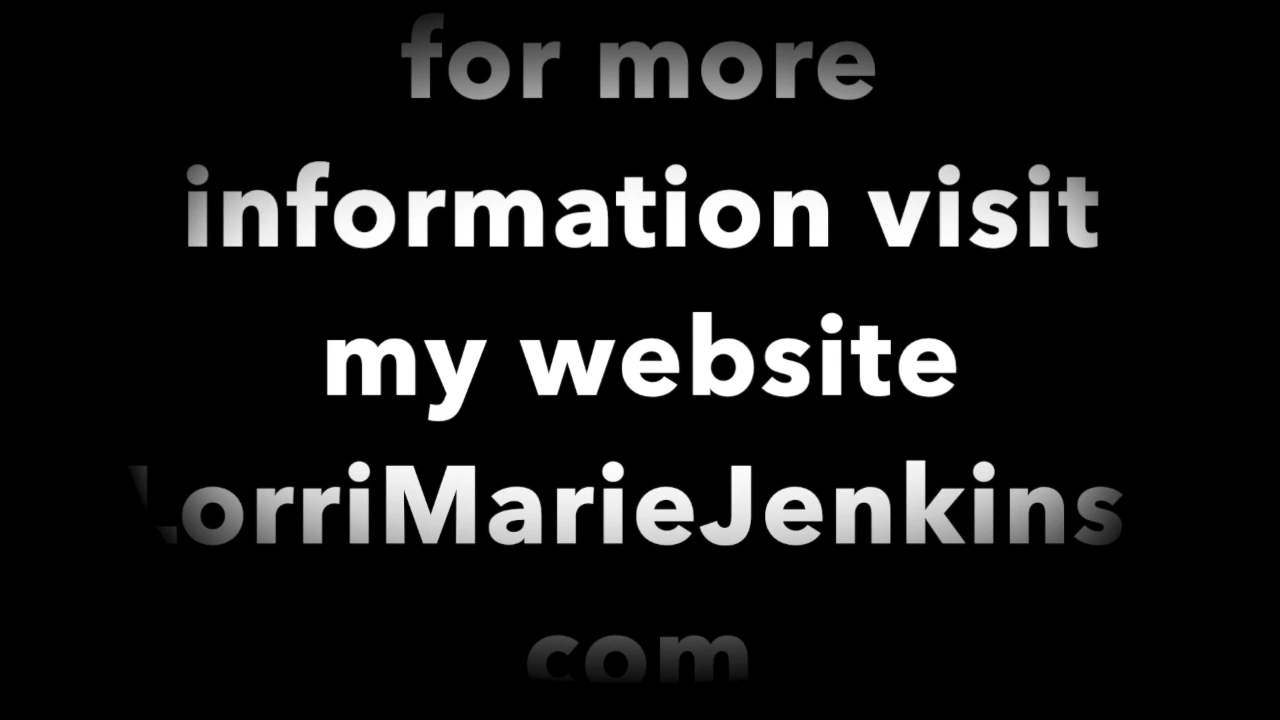 for more
information visit
my website
LorriMarieJenkins
com